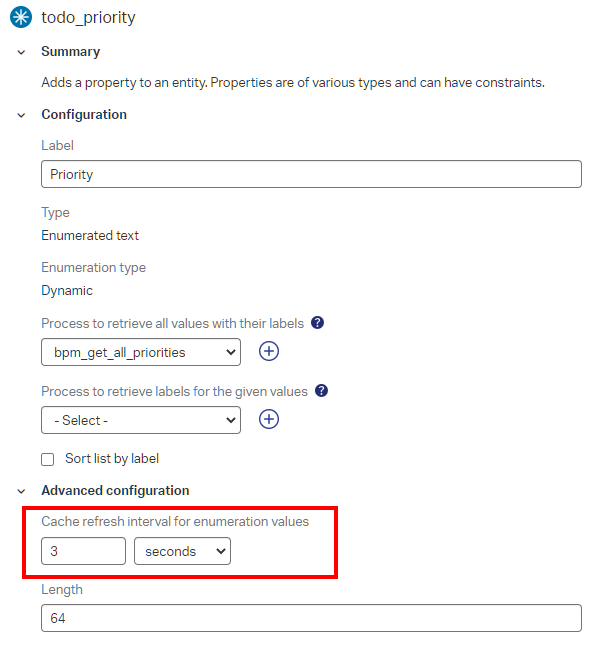 todo_priority
Summary
Adds a property to an entity. Properties are of various types and can have constraints.
Configuration
Label
Priority
Type
Enumerated text
Enumeration type
Dynamic
Process to retrieve all values with their labels ?
bpm_get_all_priorities
Process to retrieve labels for the given values ?
- Select -
Sort list by label
Advanced configuration
Cache refresh interval for enumeration values
3 seconds
Length
64